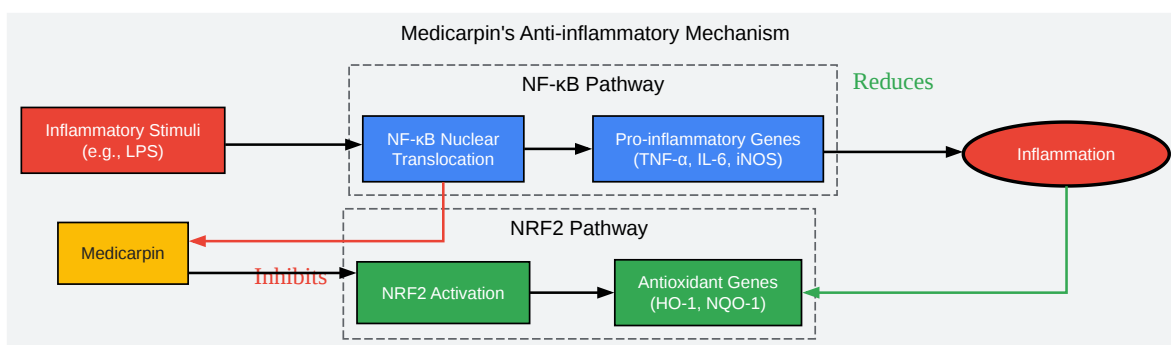 Medicarpin's Anti-inflammatory Mechanism
NF-κB Pathway
Reduces
Inflammatory Stimuli
(e.g., LPS)
NF-κB Nuclear
Translocation
Pro-inflammatory Genes
(TNF-α, IL-6, iNOS)
Inflammation
NRF2 Pathway
Medicarpin
Inhibits
NRF2 Activation
Antioxidant Genes
(HO-1, NQO-1)